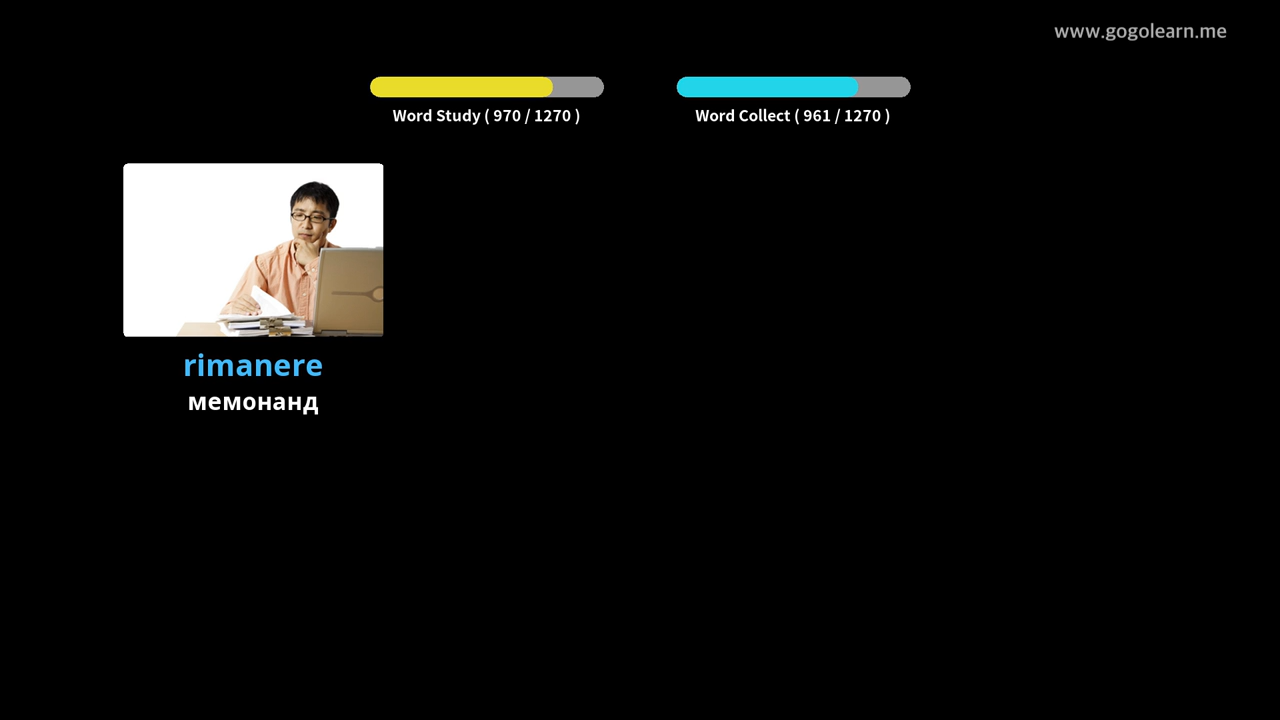 www.gogolearn.me
Word Study ( 970 / 1270 )
Word Collect ( 961 / 1270 )
rimanere
мемонанд